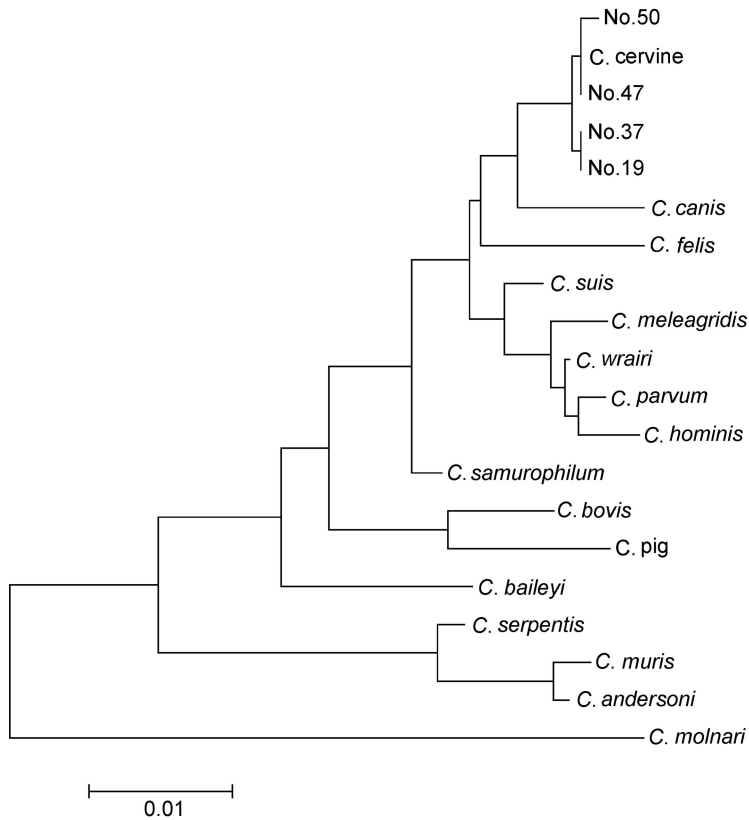 No.50
C. cervine
No.47
No.37
No.19
C. canis
C. felis
C. suis
C. meleagridis
C. wrairi
C. parvum
C. hominis
C. samurophilum
C. bovis
C. pig
C. baileyi
C. serpentis
C. muris
C. andersoni
C. molnari
0.01